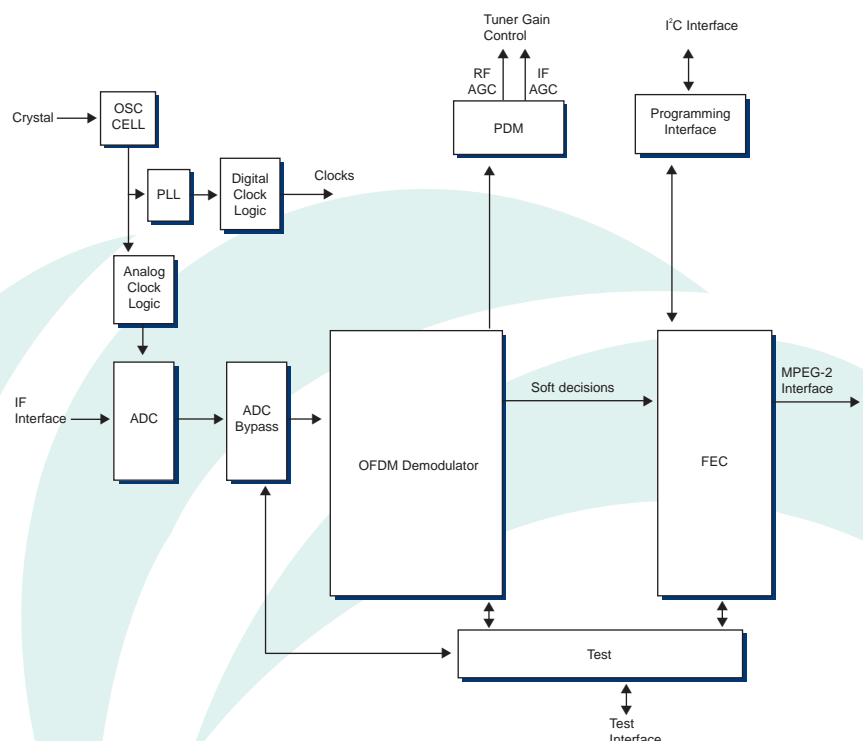 Tuner Gain
Control
I²C Interface
RF
AGC
IF
AGC
Crystal
OSC
CELL
PDM
Programming
Interface
PLL
Digital
Clock
Logic
Clocks
Analog
Clock
Logic
IF
Interface
ADC
ADC
Bypass
OFDM Demodulator
Soft decisions
FEC
MPEG-2
Interface
Test
Test
Interface